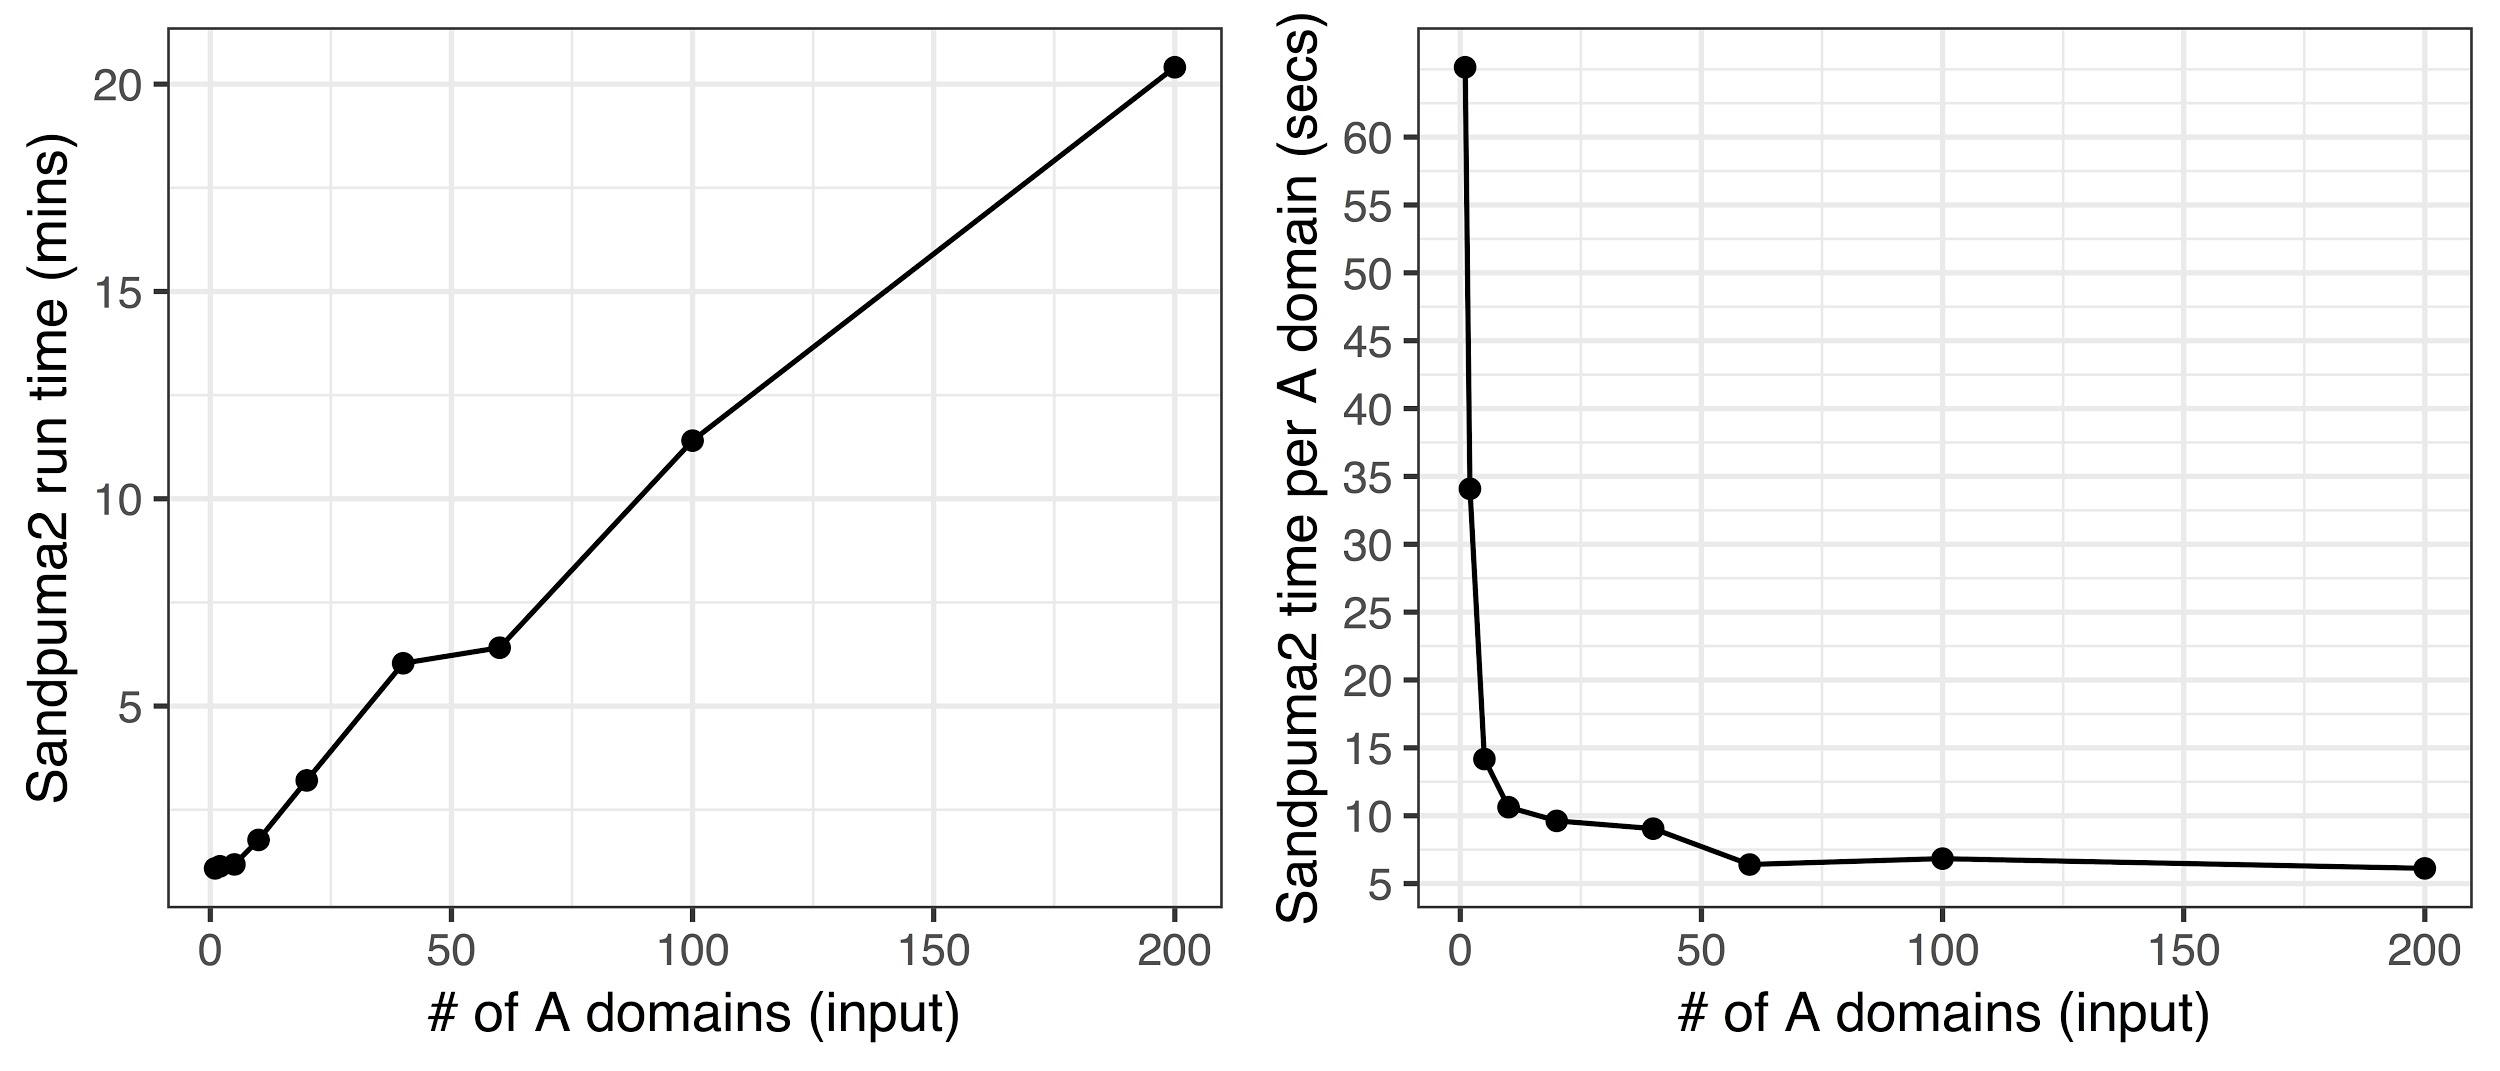 Sandpuma2 run time (mins)
20
15
10
5
0 50 100 150 200
# of A domains (input)
Sandpuma2 time per A domain (secs)
60
55
50
45
40
35
30
25
20
15
10
5
0 50 100 150 200
# of A domains (input)